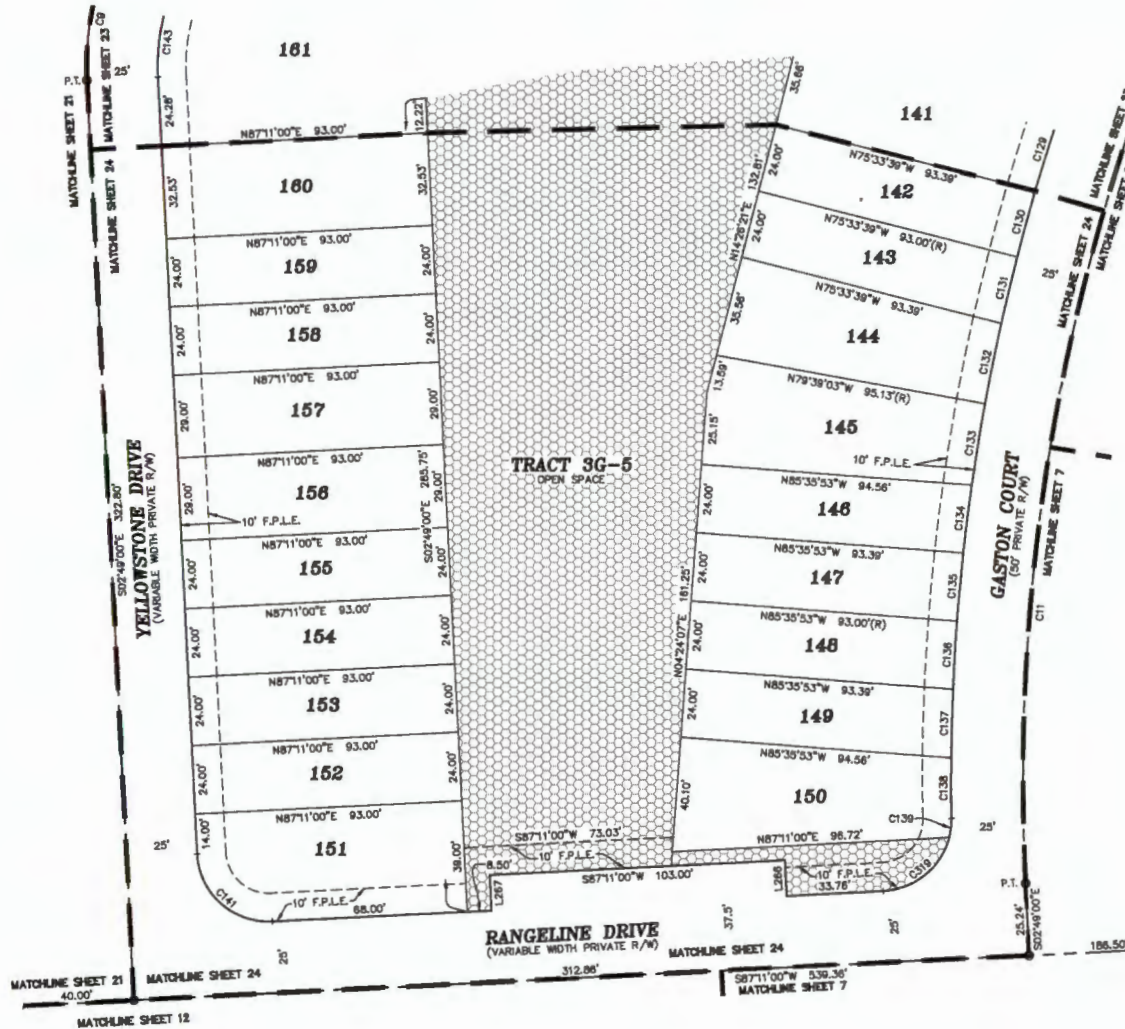 C9
MATCHLINE SHEET 23
MATCHLINE SHEET 21
P.T.
25'
C143
24.28'
161
35.66'
141
12.22'
N87°11'00"E 93.00'
MATCHLINE SHEET 24
C129
160
32.53'
32.53'
132.81'
N14°26'21"E
24.00'
N75°33'39"W 93.39'
142
C130
N87°11'00"E 93.00'
159
24.00'
24.00'
24.00'
N75°33'39"W 93.00'(R)
143
C131
25'
MATCHLINE SHEET 24
N87°11'00"E 93.00'
158
24.00'
24.00'
35.56'
N75°33'39"W 93.39'
144
C132
N87°11'00"E 93.00'
157
29.00'
29.00'
13.69'
N79°39'03"W 95.13'(R)
145
25.15'
C133
10' F.P.L.E.
N87°11'00"E 93.00'
156
29.00'
29.00'
10' F.P.L.E.
TRACT 3G-5
OPEN SPACE
N85°35'53"W 94.56'
146
24.00'
C134
MATCHLINE SHEET 7
GASTON COURT
(50' PRIVATE R/W)
YELLOWSTONE DRIVE
(VARIABLE WIDTH PRIVATE R/W)
S02°49'00"E 322.80'
S02°49'00"E 285.75'
N87°11'00"E 93.00'
155
24.00'
24.00'
N85°35'53"W 93.39'
147
24.00'
C135
C11
N87°11'00"E 93.00'
154
24.00'
24.00'
N04°24'07"E 161.25'
N85°35'53"W 93.00'(R)
148
24.00'
C136
N87°11'00"E 93.00'
153
24.00'
24.00'
N85°35'53"W 93.39'
149
24.00'
C137
N87°11'00"E 93.00'
152
24.00'
24.00'
N85°35'53"W 94.56'
150
40.10'
C138
C139
N87°11'00"E 93.00'
151
14.00'
39.00'
25'
25'
S87°11'00"W 73.03'
N87°11'00"E 96.72'
10' F.P.L.E.
8.50'
S87°11'00"W 103.00'
L267
L268
10' F.P.L.E.
33.76'
C319
C141
10' F.P.L.E.
68.00'
P.T.
25.24'
S02°49'00"E
RANGELINE DRIVE
(VARIABLE WIDTH PRIVATE R/W)
37.5'
25'
MATCHLINE SHEET 24
186.50
MATCHLINE SHEET 21
MATCHLINE SHEET 24
40.00'
312.86'
S87°11'00"W 539.36'
MATCHLINE SHEET 7
MATCHLINE SHEET 12